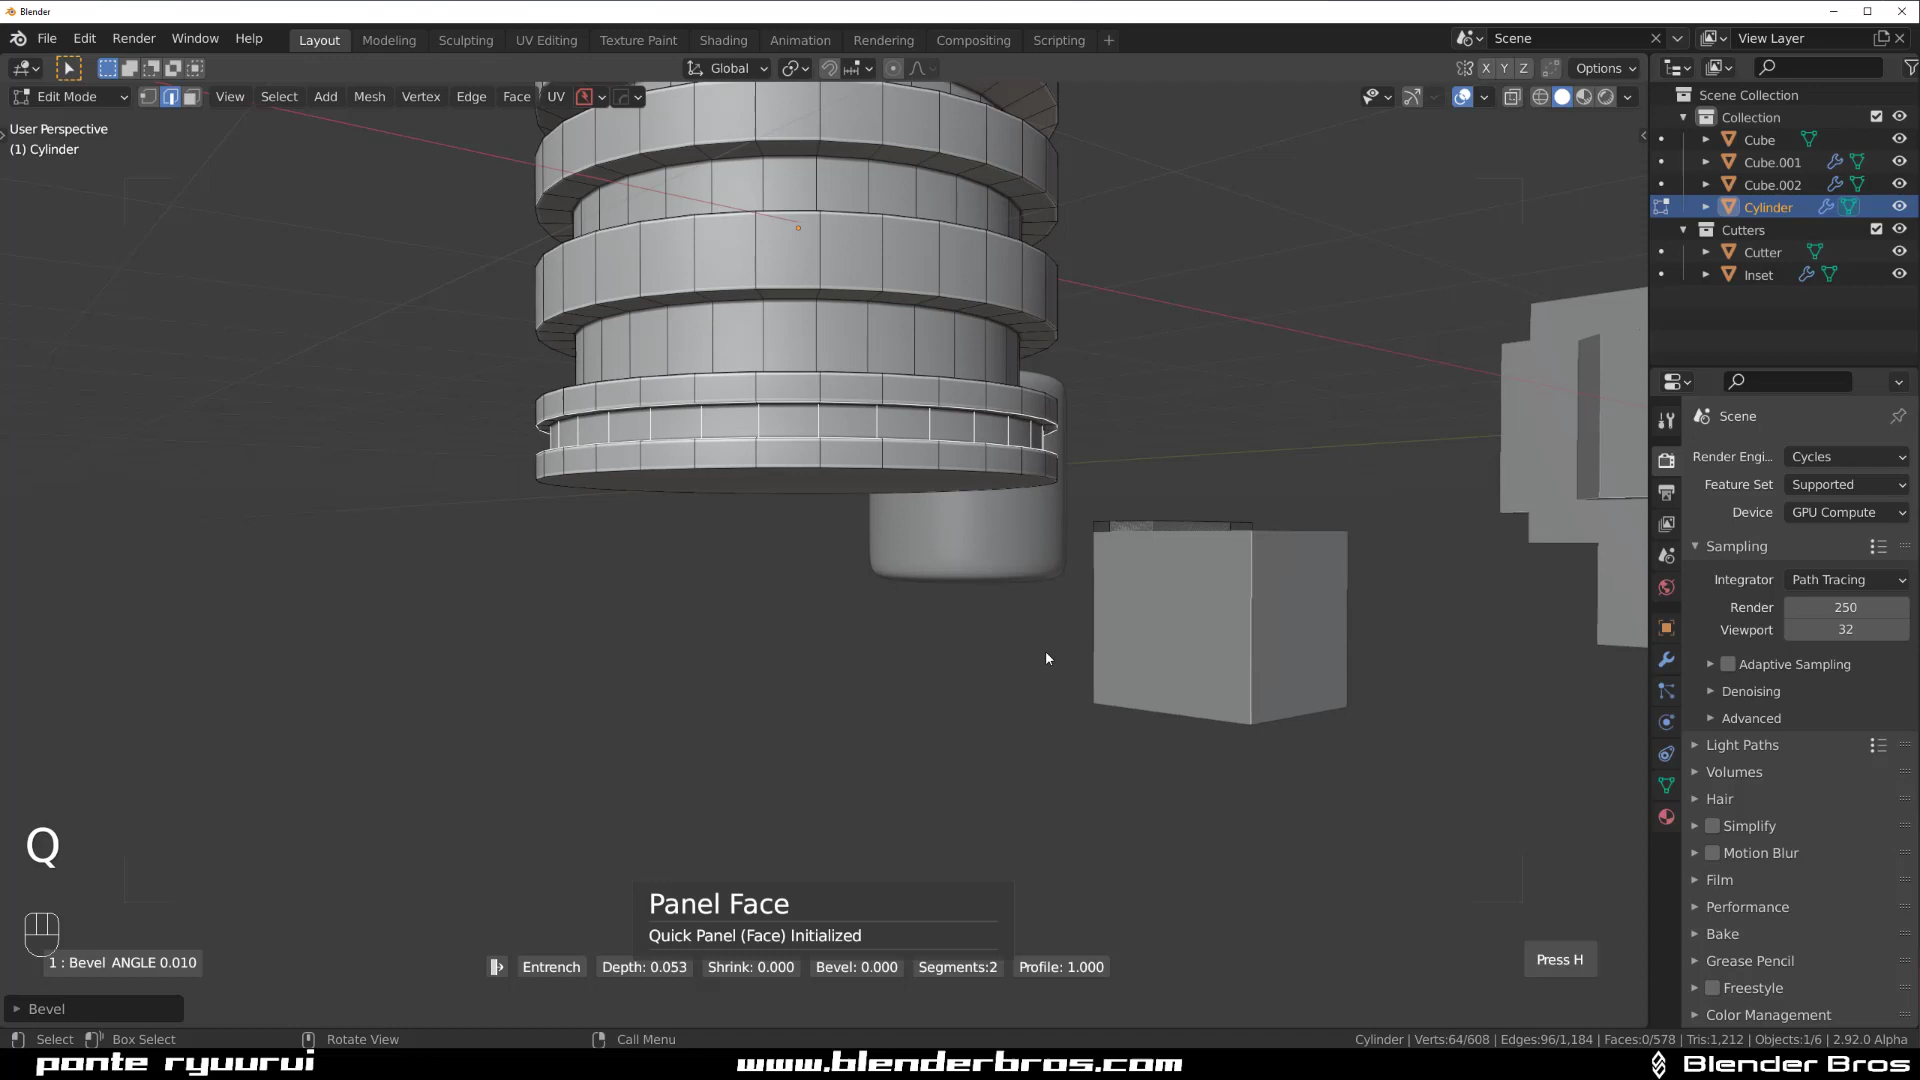 Blender
File Edit Render Window Help Layout Modeling Sculpting UV Editing Texture Paint Shading Animation Rendering Compositing Scripting + Scene View Layer
Global X Y Z Options
Edit Mode View Select Add Mesh Vertex Edge Face UV
User Perspective
(1) Cylinder
Scene Collection
Collection
Cube
Cube.001
Cube.002
Cylinder
Cutters
Cutter
Inset
Scene
Render Engi... Cycles
Feature Set Supported
Device GPU Compute
Sampling
Integrator Path Tracing
Render 250
Viewport 32
Adaptive Sampling
Denoising
Advanced
Light Paths
Volumes
Hair
Simplify
Motion Blur
Film
Performance
Bake
Grease Pencil
Freestyle
Color Management
Q
Panel Face
Quick Panel (Face) Initialized
1 : Bevel ANGLE 0.010
Entrench Depth: 0.053 Shrink: 0.000 Bevel: 0.000 Segments:2 Profile: 1.000
Press H
Bevel
Select Box Select Rotate View Call Menu
Cylinder | Verts:64/608 | Edges:96/1,184 | Faces:0/578 | Tris:1,212 | Objects:1/6 | 2.92.0 Alpha
ponte ryuurui www.blenderbros.com Blender Bros